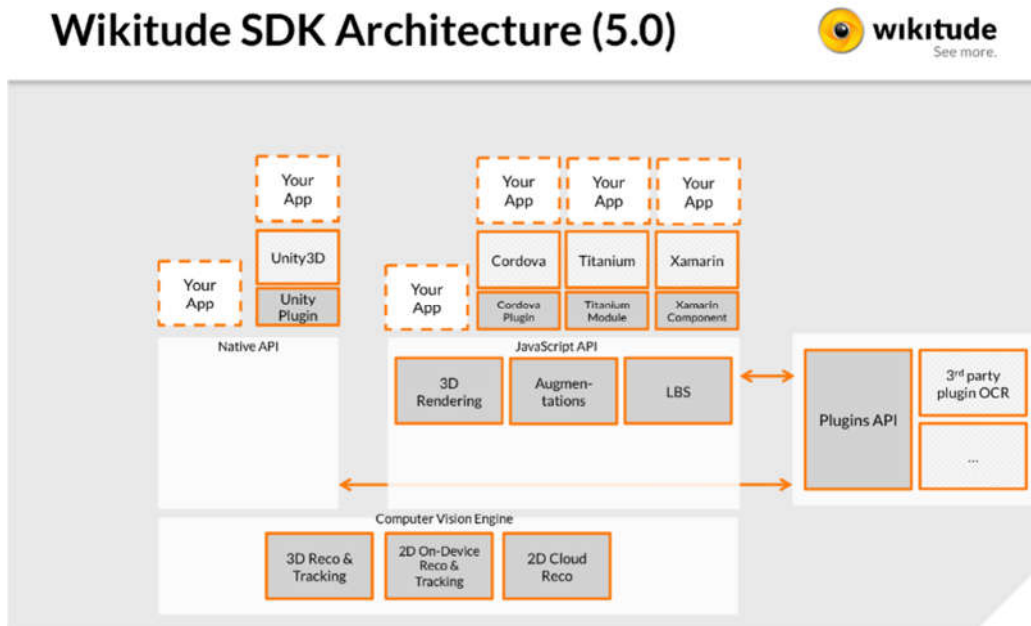 Wikitude SDK Architecture (5.0)
wikitude
See more.
Your
App
Unity3D
Your
App
Unity
Plugin
Your
App
Your
App
Your
App
Cordova
Titanium
Xamarin
Your
App
Cordova
Plugin
Titanium
Module
Xamarin
Component
Native API
JavaScript API
3D
Rendering
Augmen-
tations
LBS
Plugins API
3rd party
plugin OCR
...
Computer Vision Engine
3D Reco &
Tracking
2D On-Device
Reco &
Tracking
2D Cloud
Reco